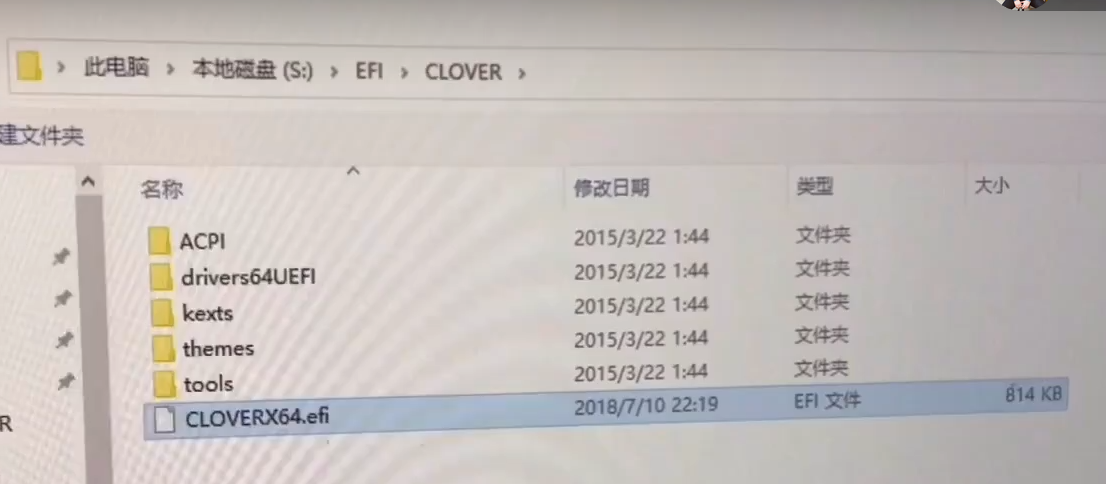 › 此电脑 › 本地磁盘 (S:) › EFI › CLOVER ›
建文件夹
名称 修改日期 类型 大小
ACPI 2015/3/22 1:44 文件夹
drivers64UEFI 2015/3/22 1:44 文件夹
kexts 2015/3/22 1:44 文件夹
themes 2015/3/22 1:44 文件夹
tools 2015/3/22 1:44 文件夹
CLOVERX64.efi 2018/7/10 22:19 EFI 文件 814 KB
R